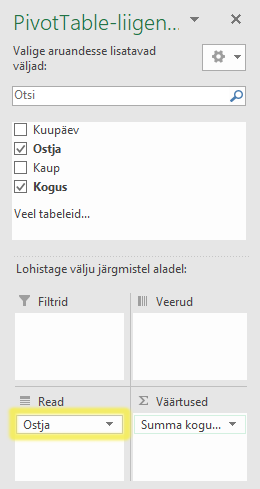 PivotTable-liigen...
Valige aruandesse lisatavad
väljad:
Otsi
Kuupäev
Ostja
Kaup
Kogus
Veel tabeleid...
Lohistage välju järgmistel aladel:
Filtrid
Veerud
Read
Ostja
Väärtused
Summa kogu...